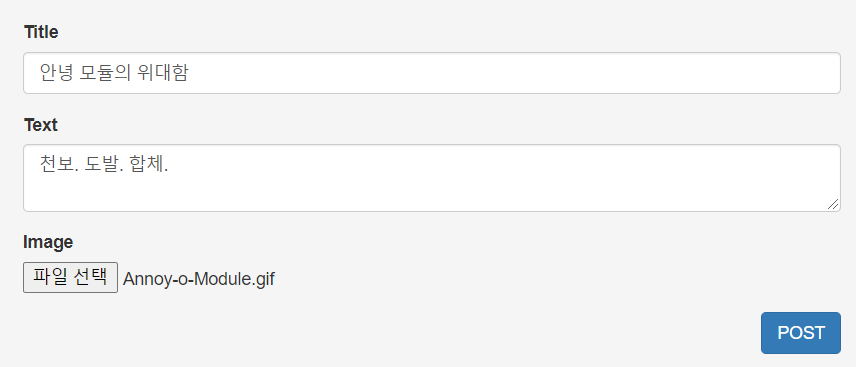 Title
안녕 모듈의 위대함
Text
천보. 도발. 합체.
Image
파일 선택 Annoy-o-Module.gif
POST